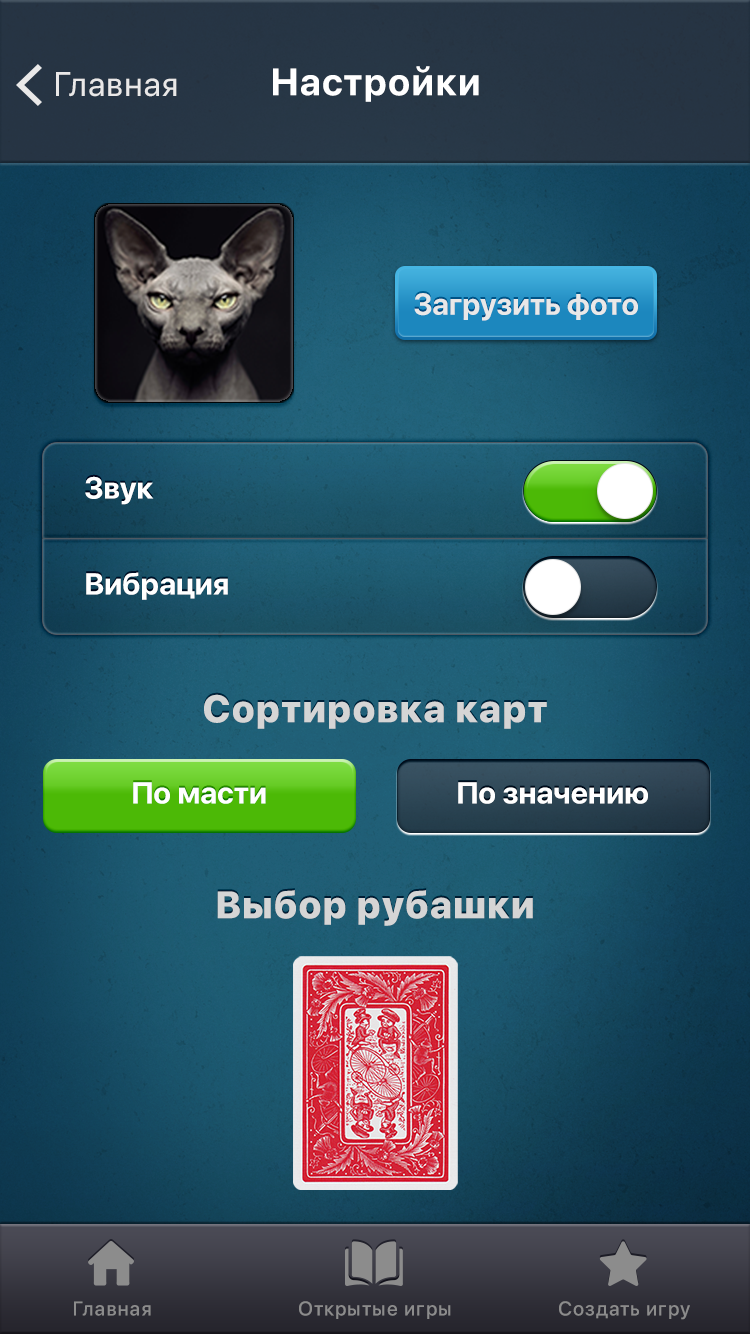 Главная
Настройки
Загрузить фото
Звук
Вибрация
Сортировка карт
По масти
По значению
Выбор рубашки
Главная
Открытые игры
Создать игру